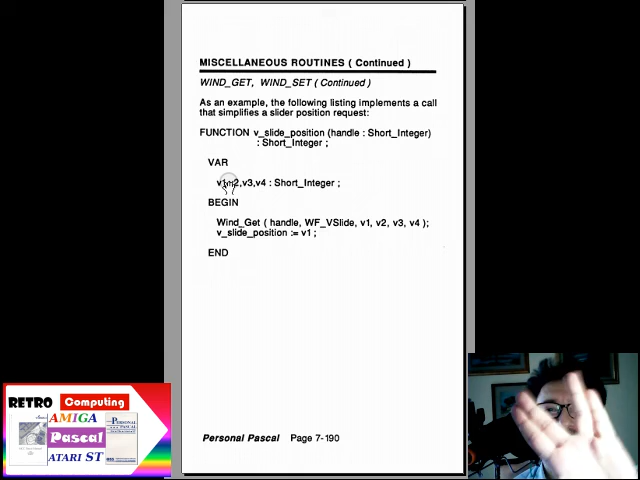 MISCELLANEOUS ROUTINES ( Continued )
WIND_GET, WIND_SET ( Continued )
As an example, the following listing implements a call
that simplifies a slider position request:
FUNCTION v_slide_position (handle : Short_Integer)
: Short_Integer ;
VAR
v3,v4 : Short_Integer ;
BEGIN
Wind_Get ( handle, WF_VSlide, v1, v2, v3, v4 );
v_slide_position := v1 ;
END
Personal Pascal Page 7-190
RETRO Computing
AMIGA
Pascal
ATARI ST
PERSONAL
PASCAL